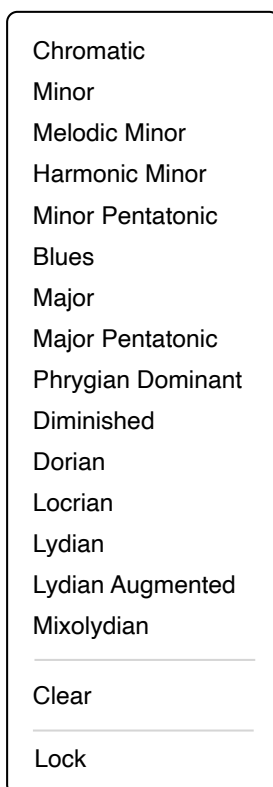 Chromatic
Minor
Melodic Minor
Harmonic Minor
Minor Pentatonic
Blues
Major
Major Pentatonic
Phrygian Dominant
Diminished
Dorian
Locrian
Lydian
Lydian Augmented
Mixolydian
Clear
Lock